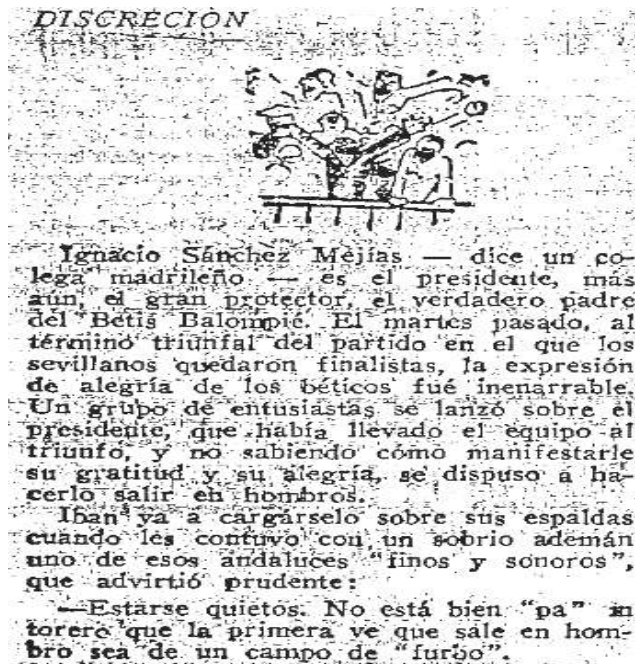 DISCRECION
Ignacio Sánchez Mejías — dice un co-
lega madrileño — es el presidente, más
aún, el gran protector, el verdadero padre
del Betis Balompié. El martes pasado, al
término triunfal del partido en el que los
sevillanos quedaron finalistas, la expresión
de alegría de los béticos fué inenarrable.
Un grupo de entusiastas se lanzó sobre el
presidente, que había llevado el equipo al
triunfo, y no sabiendo cómo manifestarle
su gratitud y su alegría, se dispuso a ha-
cerlo salir en hombros.
Iban ya a cargárselo sobre sus espaldas
cuando les contuvo con un sobrio ademán
uno de esos andaluces "finos y sonoros",
que advirtió prudente:
—Estarse quietos. No está bien "pa" un
torero que la primera ve que sale en hom-
bro sea de un campo de "furbo".